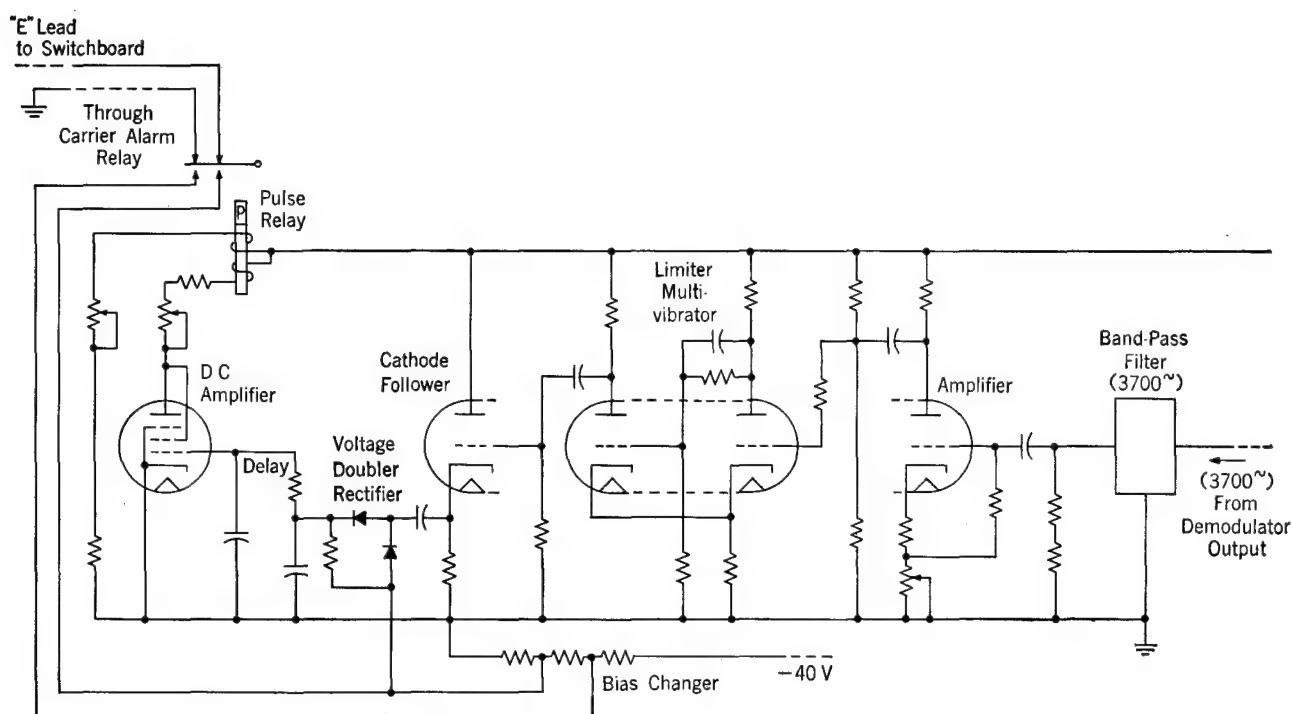 "E" Lead
to Switchboard
Through
Carrier Alarm
Relay
P
Pulse
Relay
Limiter
Multi-
vibrator
Band-Pass
Filter
(3700~)
Cathode
Follower
D C
Amplifier
Amplifier
Delay
Voltage
Doubler
Rectifier
(3700~)
From
Demodulator
Output
Bias Changer
-40 V